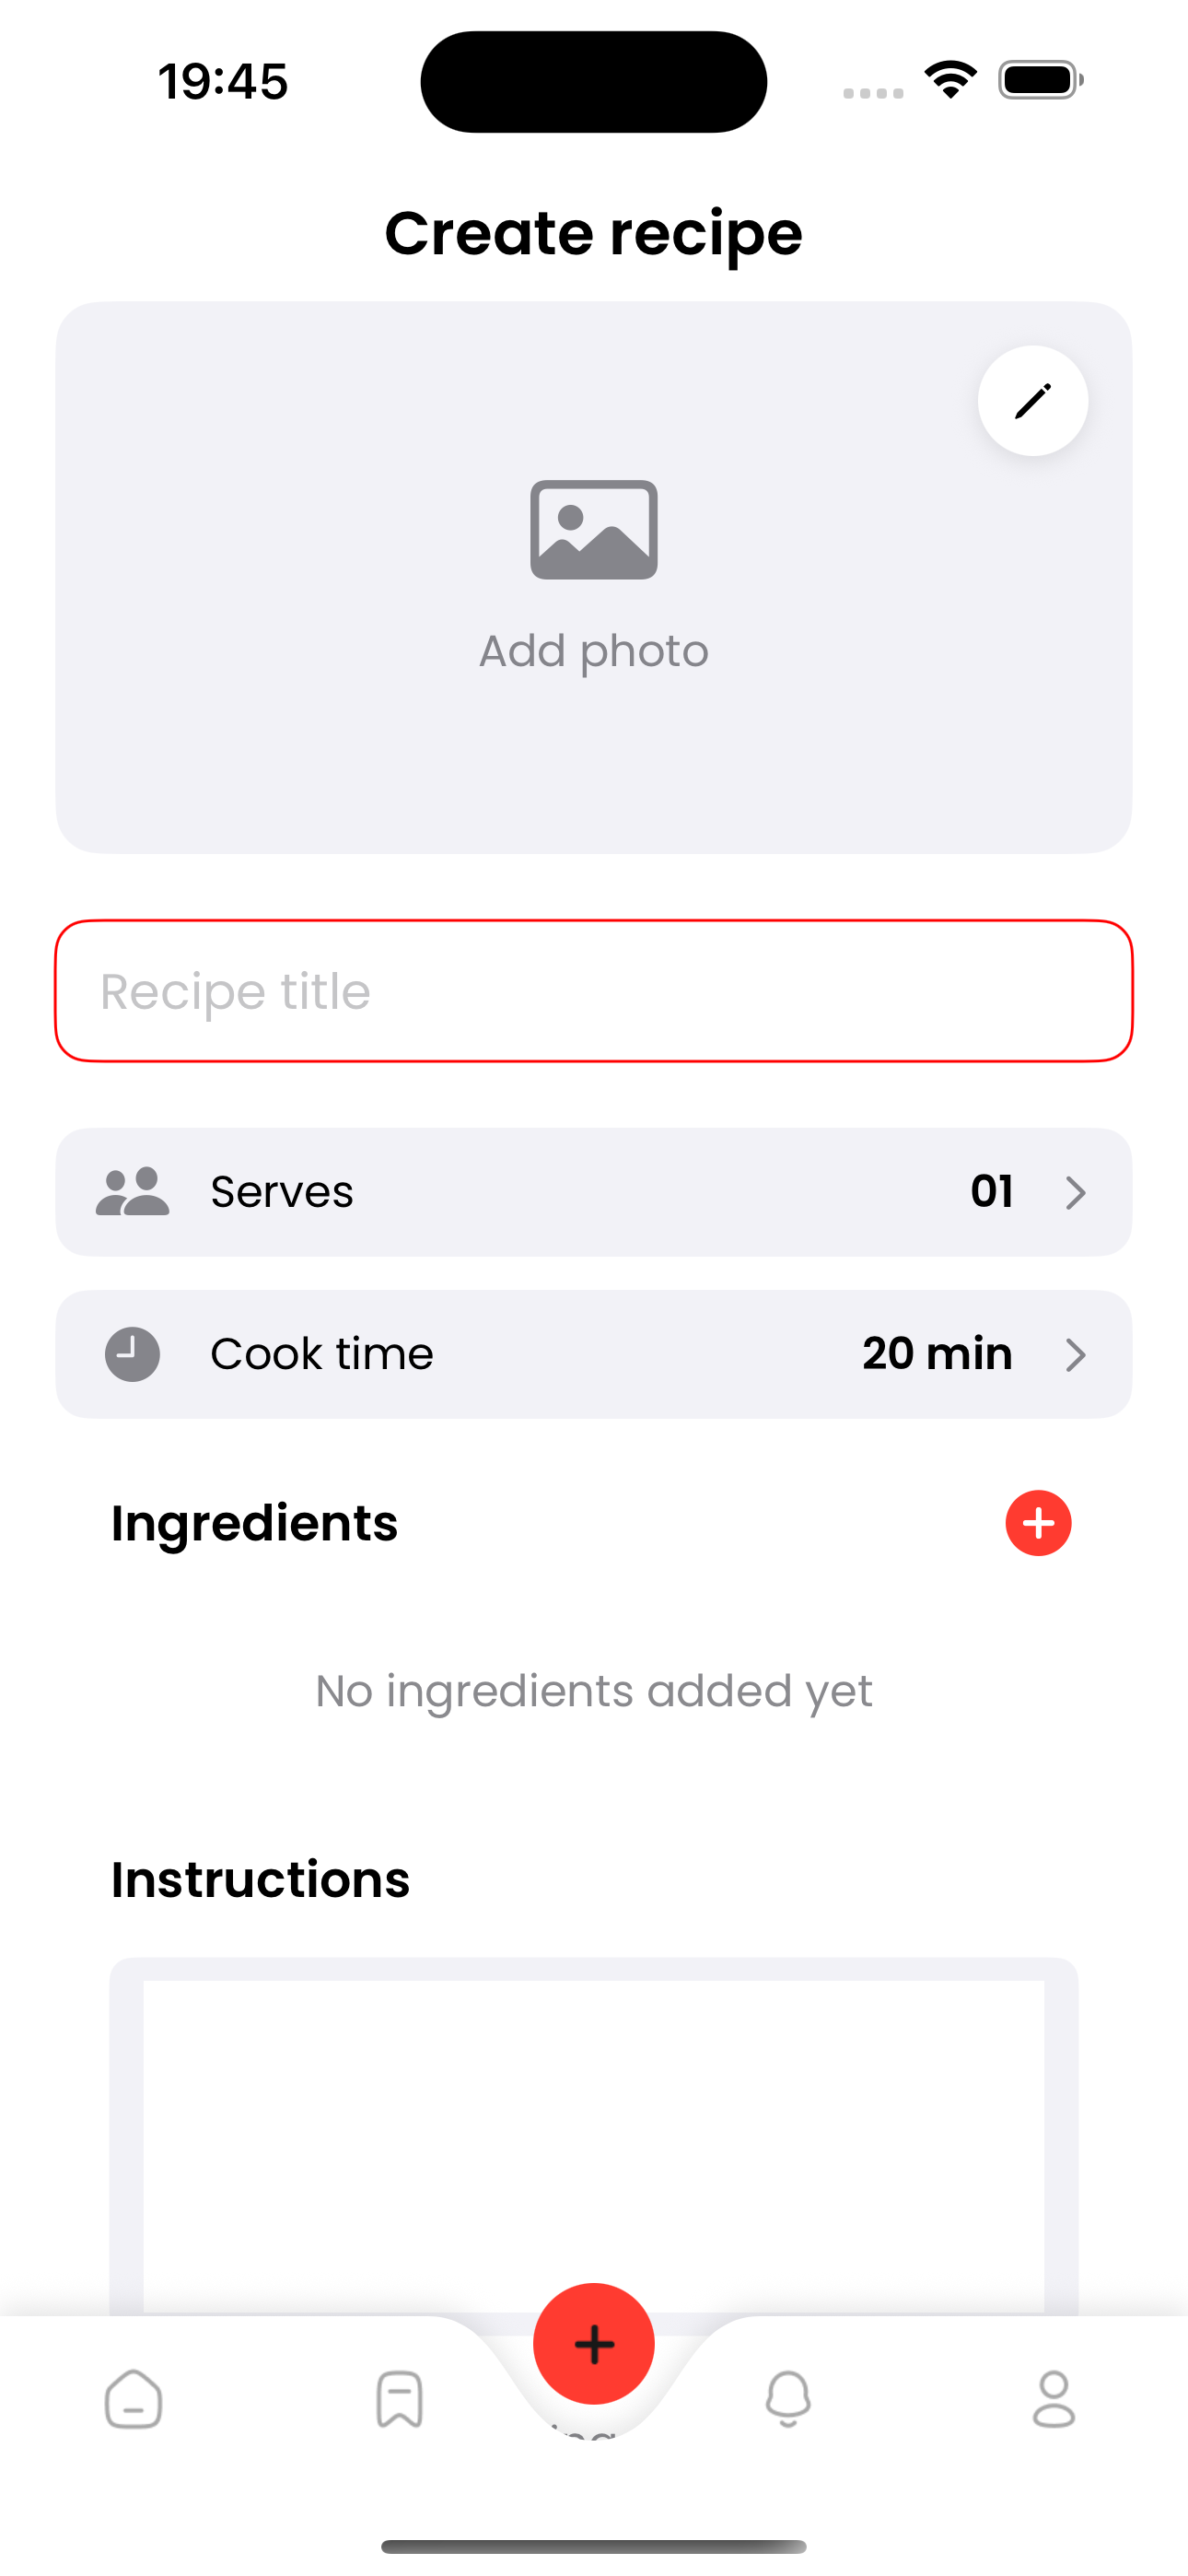 19:45
Create recipe
Add photo
Recipe title
Serves 01
Cook time 20 min
Ingredients
No ingredients added yet
Instructions